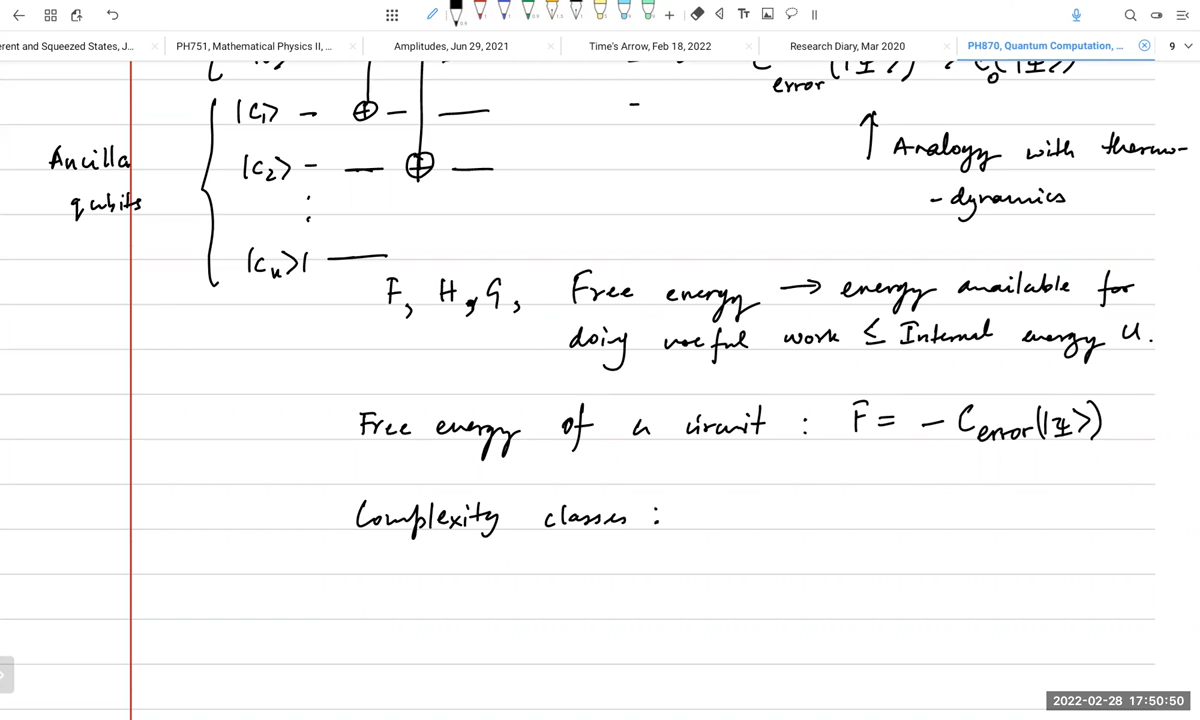 rent and Squeezed States, J...
PH751, Mathematical Physics II, ...
Amplitudes, Jun 29, 2021
Time's Arrow, Feb 18, 2022
Research Diary, Mar 2020
PH870, Quantum Computation, ...
9
error
|C₁>
Ancilla
qubits
|C₂>
|Cₙ>|
↑ Analogy with thermo-
- dynamics
F, H, G, Free energy → energy available for
doing useful work ≤ Internal energy U.
Free energy of a circuit : F = - C_error(|Ψ>)
Complexity classes :
2022-02-28 17:50:50